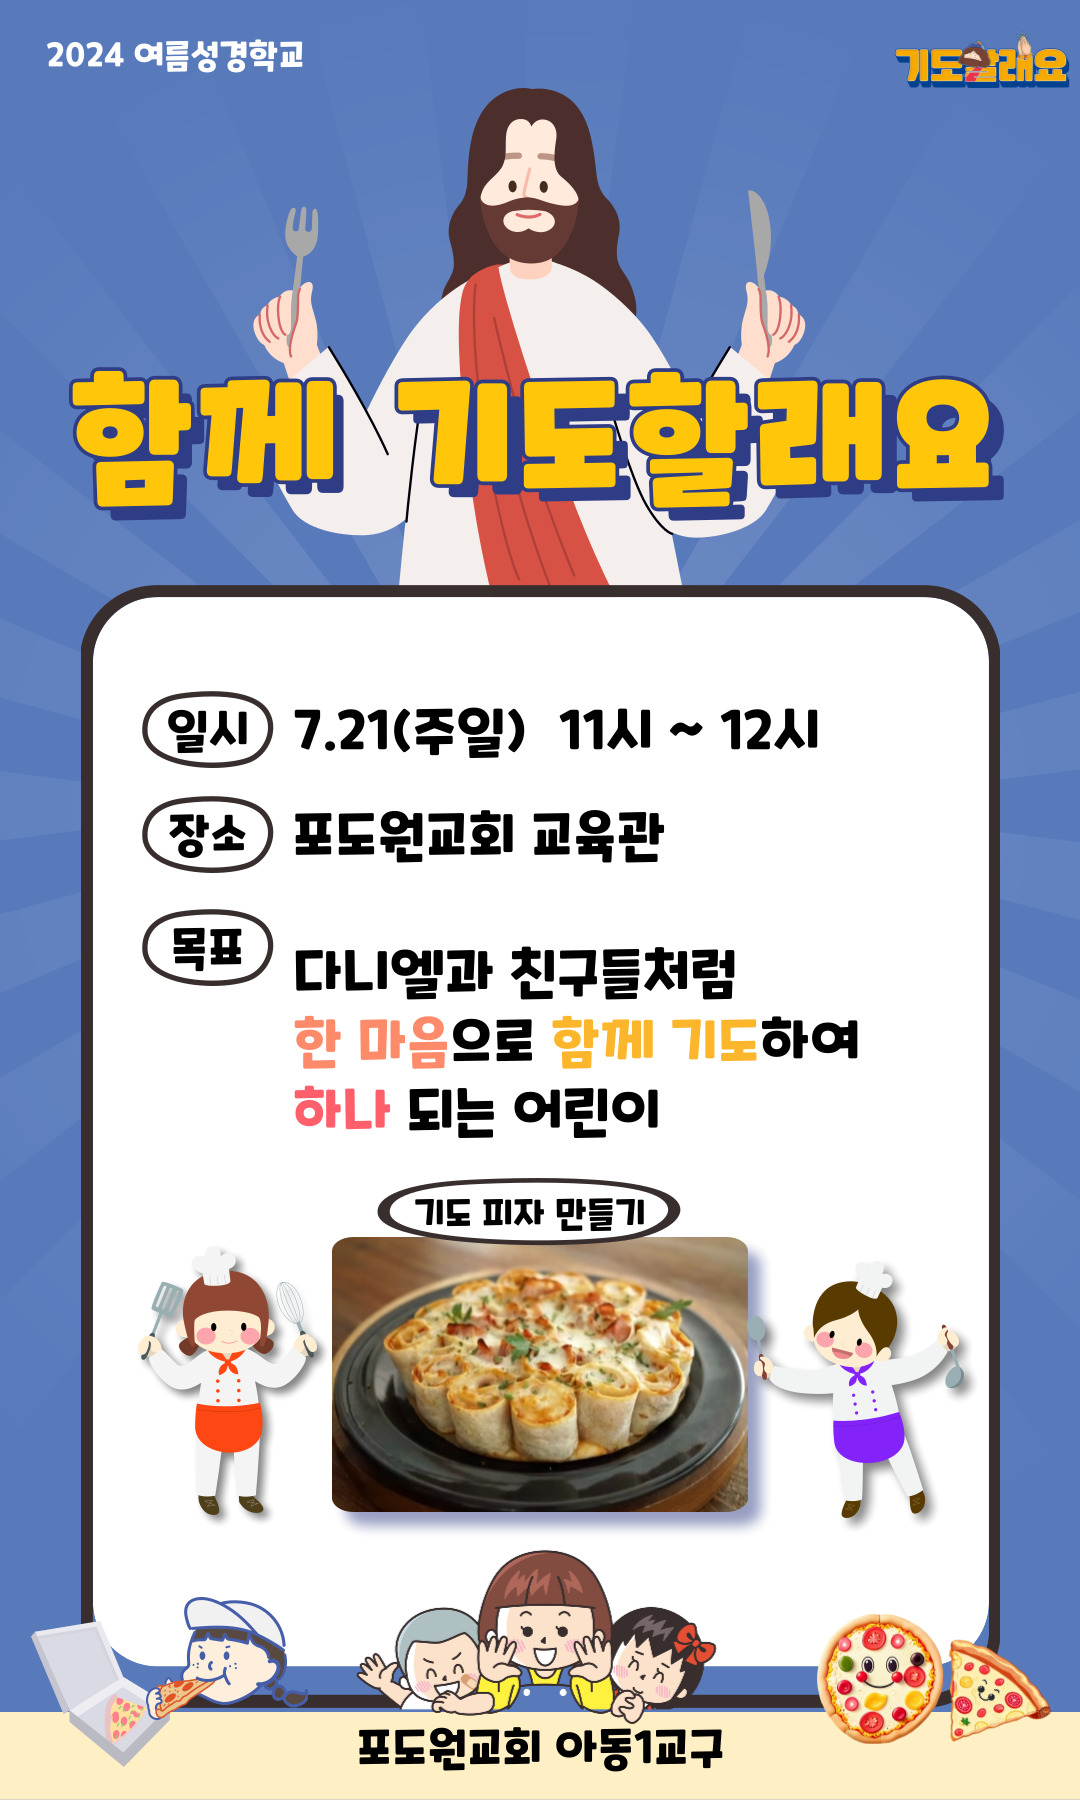 2024 여름성경학교
기도할래요
함께 기도할래요
일시 7.21(주일) 11시 ~ 12시
장소 포도원교회 교육관
목표 다니엘과 친구들처럼
한 마음으로 함께 기도하여
하나 되는 어린이
기도 피자 만들기
포도원교회 아동1교구